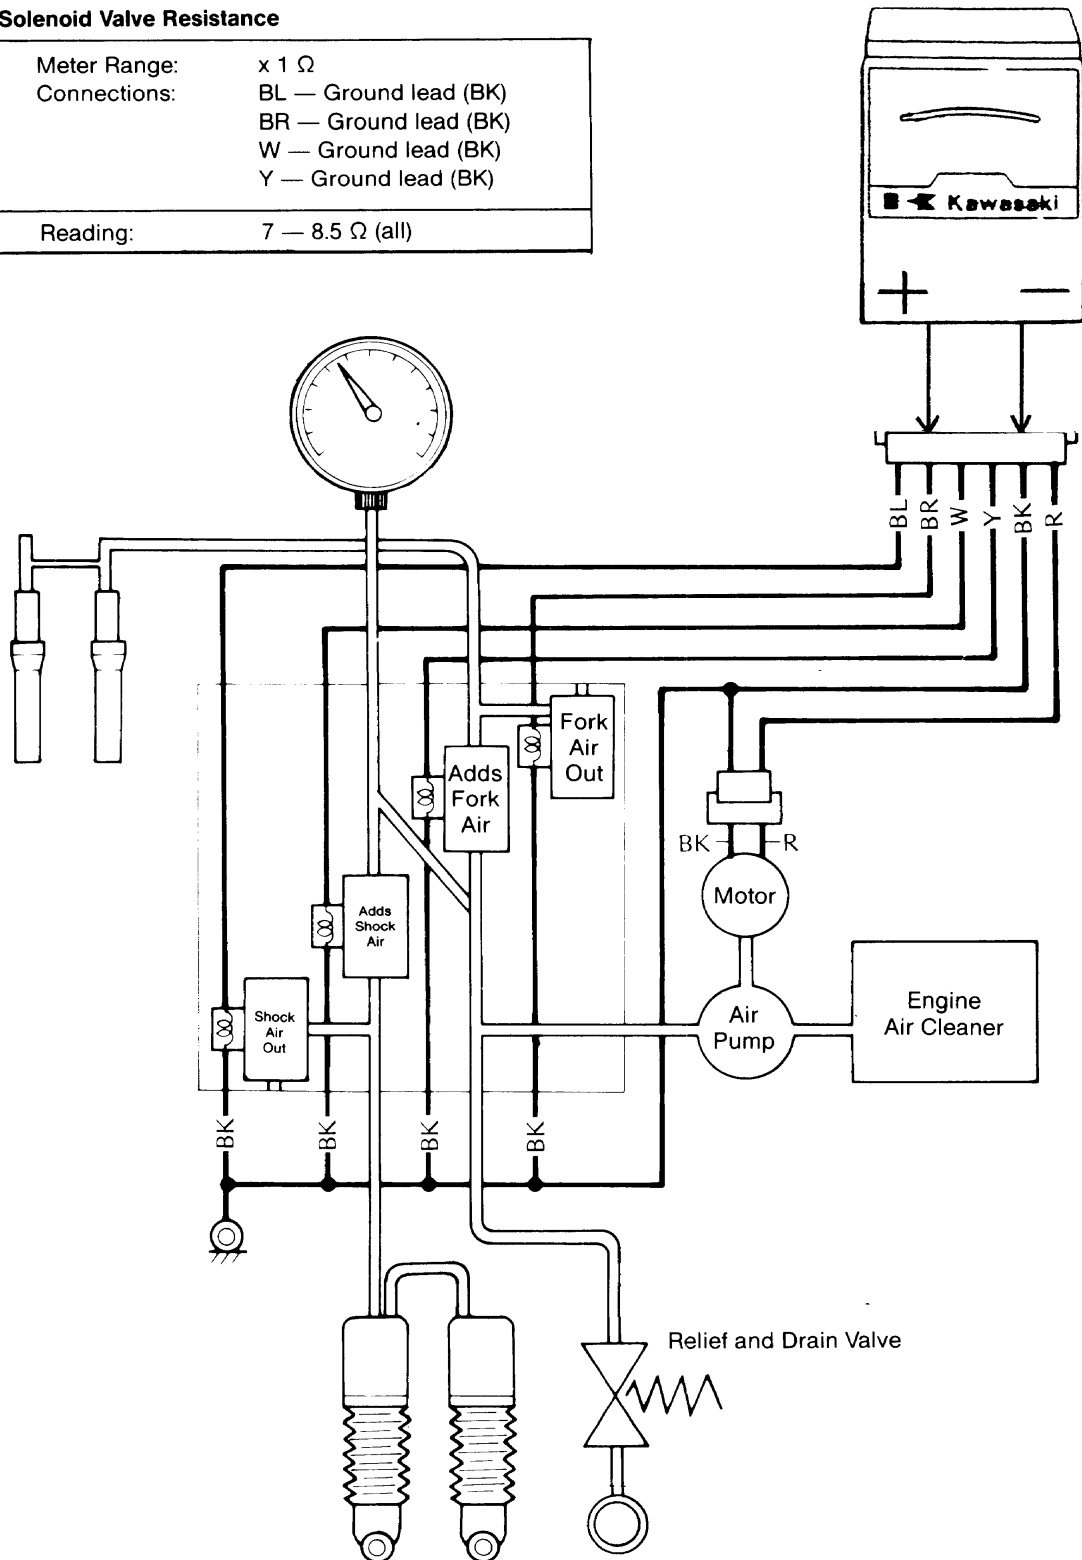 Solenoid Valve Resistance
Meter Range: x 1 Ω
Connections: BL — Ground lead (BK)
BR — Ground lead (BK)
W — Ground lead (BK)
Y — Ground lead (BK)
Reading: 7 — 8.5 Ω (all)
Kawasaki
+ —
BL BR W Y BK R
Fork
Air
Out
Adds
Fork
Air
BK R
Motor
Adds
Shock
Air
Shock
Air
Out
Air
Pump
Engine
Air Cleaner
BK BK BK BK
Relief and Drain Valve